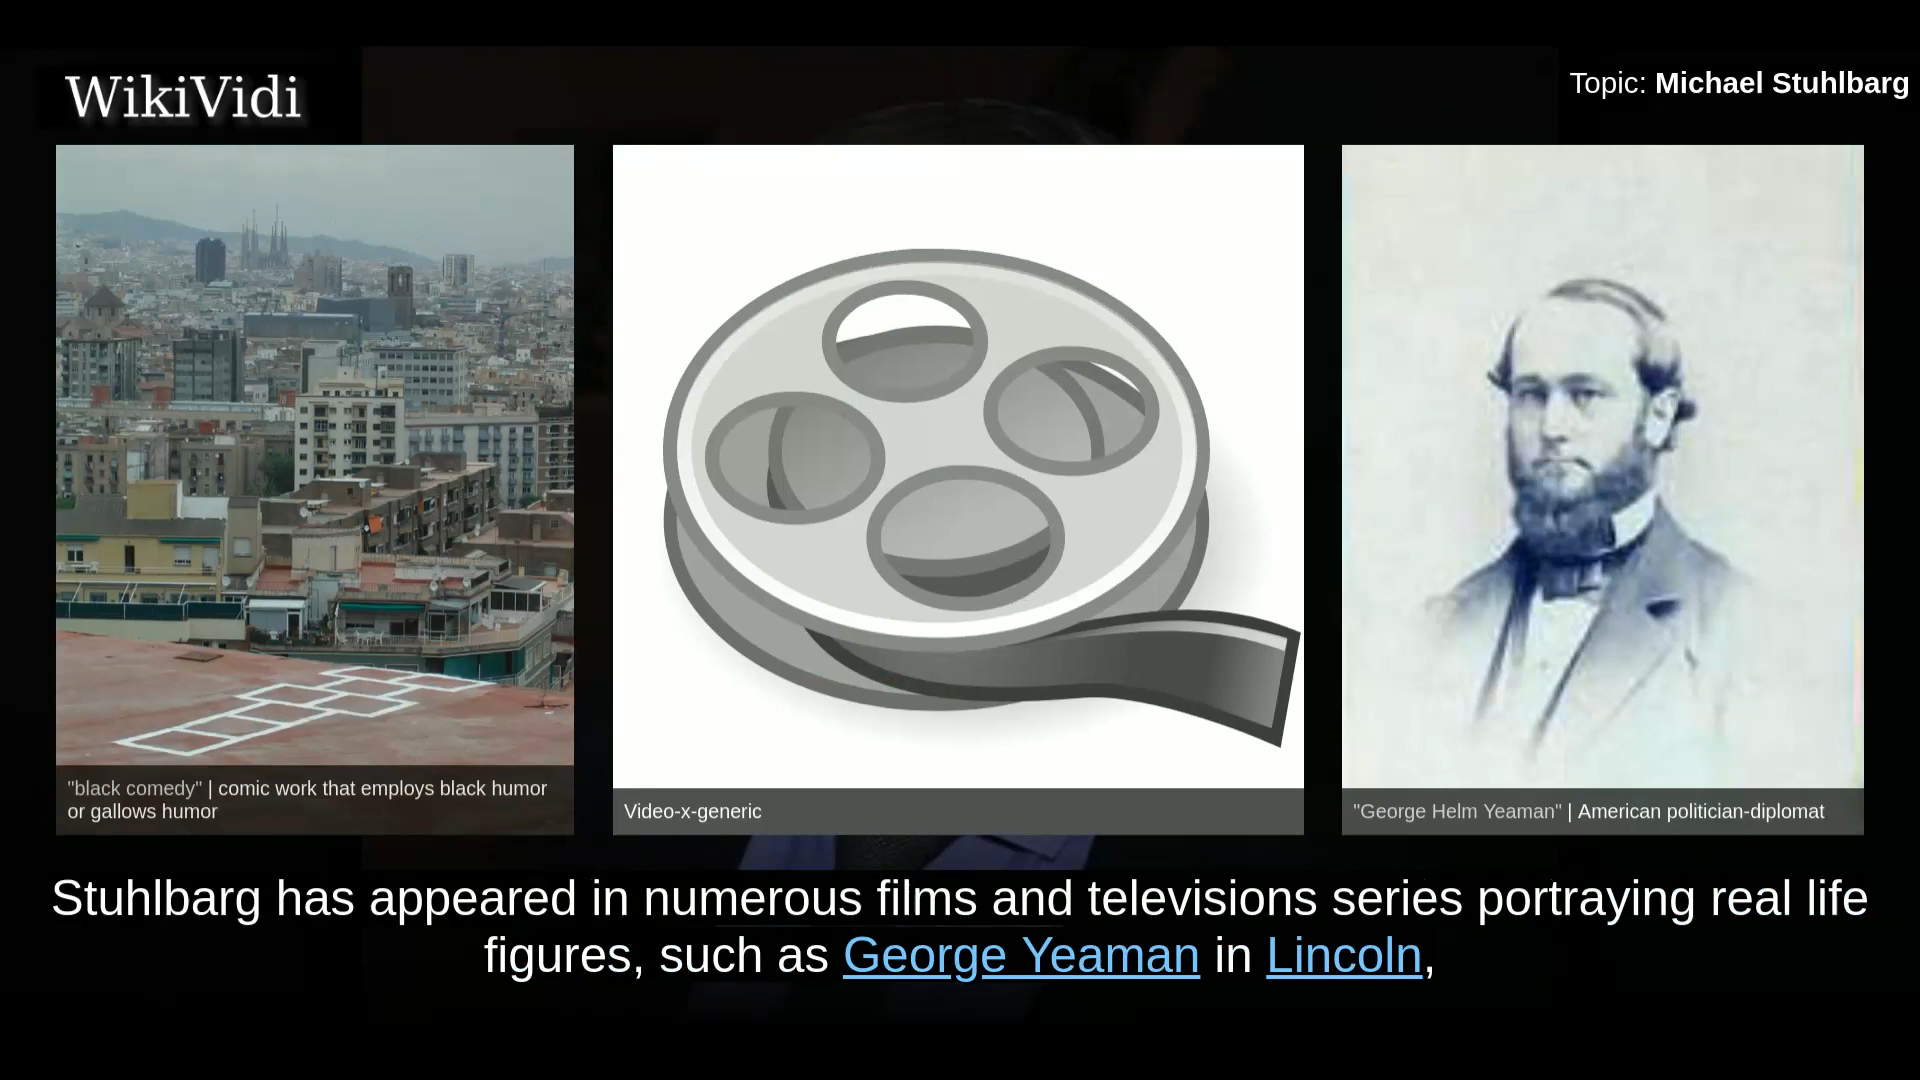 WikiVidi
Topic: Michael Stuhlbarg
"black comedy" | comic work that employs black humor
or gallows humor
Video-x-generic
"George Helm Yeaman" | American politician-diplomat
Stuhlbarg has appeared in numerous films and televisions series portraying real life
figures, such as George Yeaman in Lincoln,